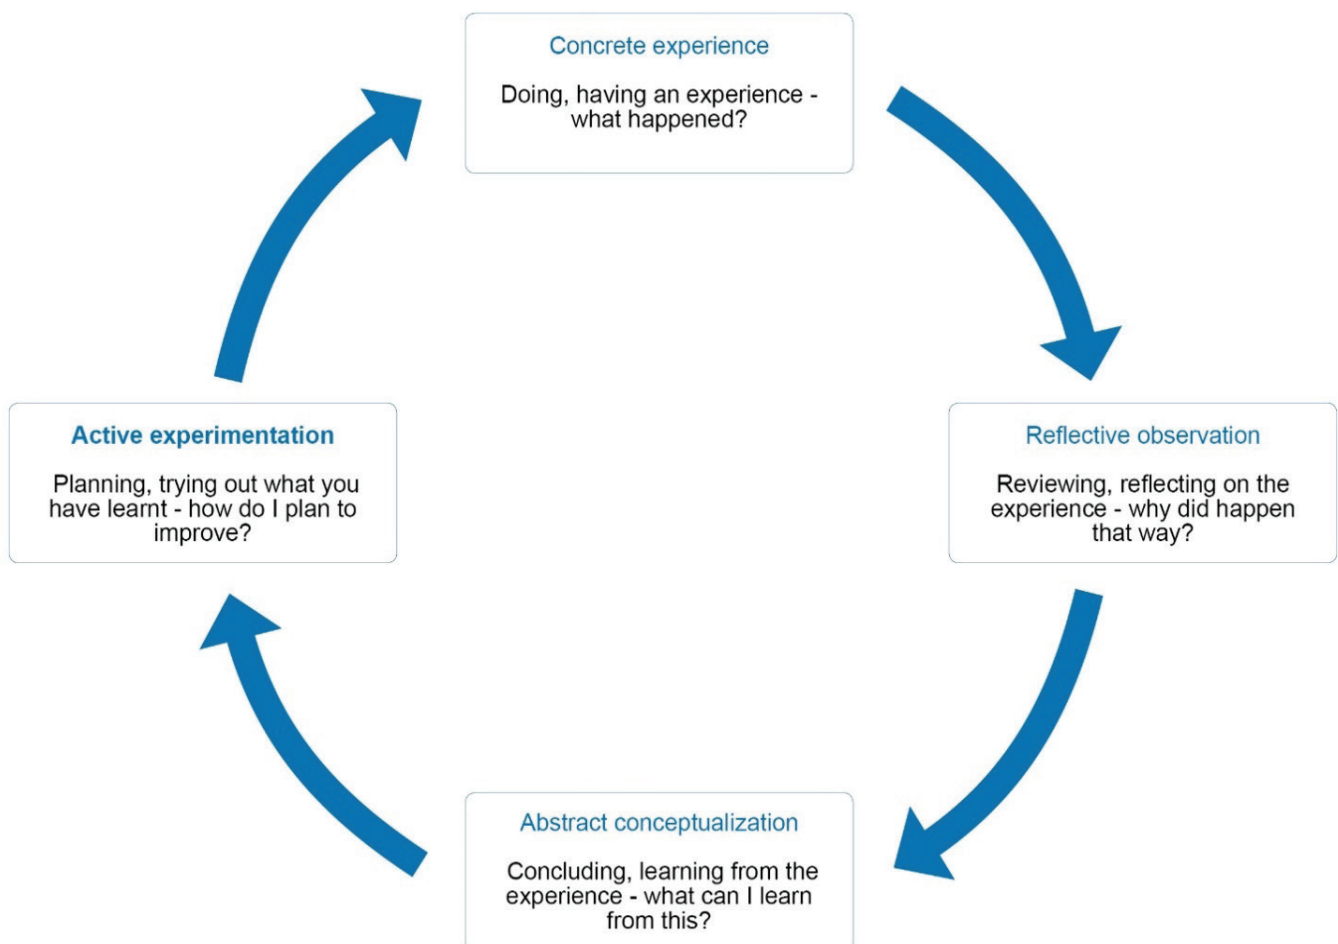 Concrete experience
Doing, having an experience -
what happened?
Active experimentation
Planning, trying out what you
have learnt - how do I plan to
improve?
Reflective observation
Reviewing, reflecting on the
experience - why did happen
that way?
Abstract conceptualization
Concluding, learning from the
experience - what can I learn
from this?